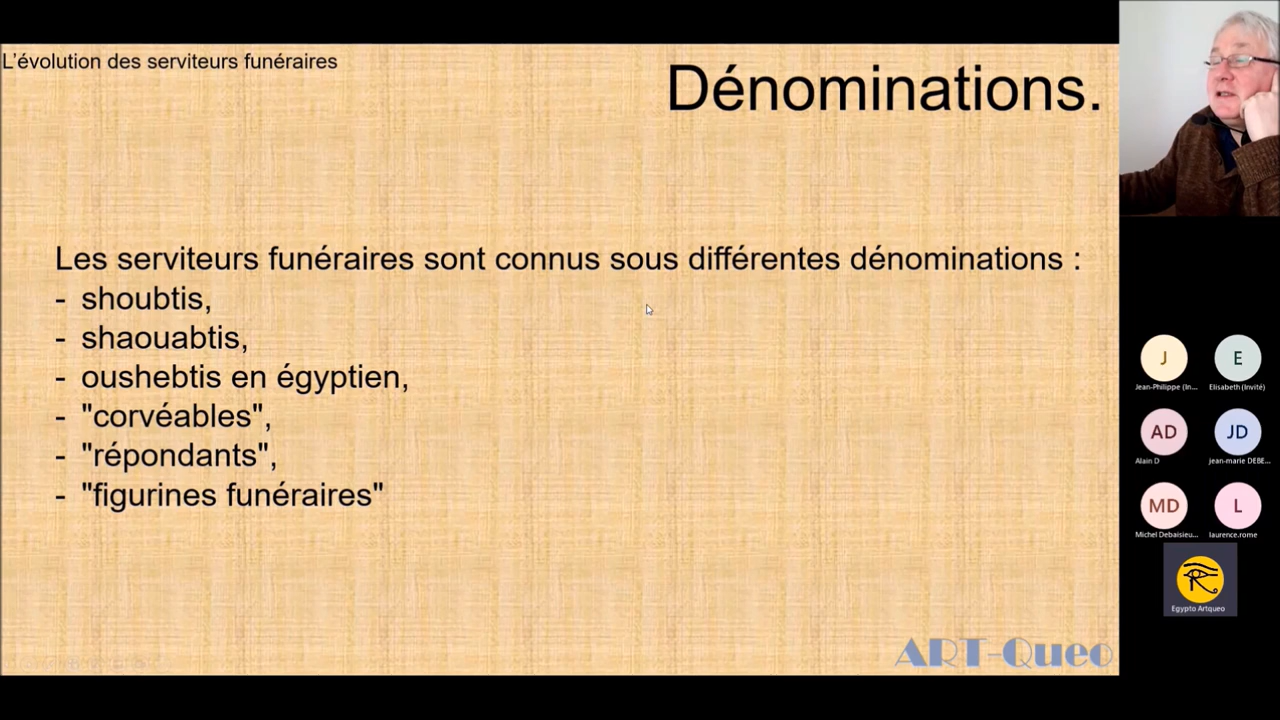 L'évolution des serviteurs funéraires
Dénominations.
Les serviteurs funéraires sont connus sous différentes dénominations :
- shoubtis,
- shaouabtis,
- oushebtis en égyptien,
- "corvéables",
- "répondants",
- "figurines funéraires"
ART-Queo
J
E
Jean-Philippe (In...
Elisabeth (Invité)
AD
JD
Alain D
jean-marie DEBE...
MD
L
Michel Debaisieu...
laurence.rome
Egypto Artqueo